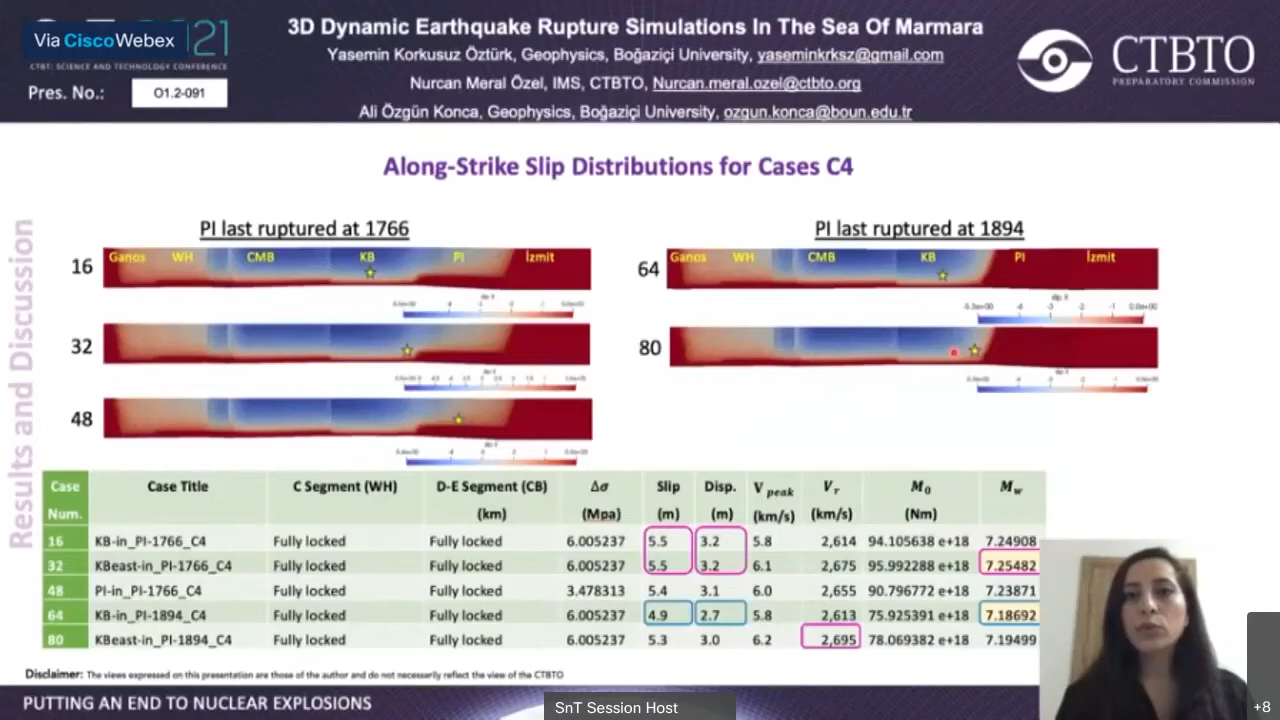 Via CiscoWebex
21
CTBT: SCIENCE AND TECHNOLOGY CONFERENCE
Pres. No.: O1.2-091
3D Dynamic Earthquake Rupture Simulations In The Sea Of Marmara
Yasemin Korkusuz Öztürk, Geophysics, Boğaziçi University, yaseminkrksz@gmail.com
Nurcan Meral Özel, IMS, CTBTO, Nurcan.meral.ozel@ctbto.org
Ali Özgün Konca, Geophysics, Boğaziçi University, ozgun.konca@boun.edu.tr
CTBTO
PREPARATORY COMMISSION
Along-Strike Slip Distributions for Cases C4
Results and Discussion
PI last ruptured at 1766
16 Ganos WH CMB KB PI İzmit
32
48
PI last ruptured at 1894
64 Ganos WH CMB KB PI İzmit
80
Case Num. Case Title C Segment (WH) D-E Segment (CB) (km) Δσ (Mpa) Slip (m) Disp. (m) V peak (km/s) Vr (km/s) M0 (Nm) Mw
16 KB-in_PI-1766_C4 Fully locked Fully locked 6.005237 5.5 3.2 5.8 2,614 94.105638 e+18 7.24908
32 KBeast-in_PI-1766_C4 Fully locked Fully locked 6.005237 5.5 3.2 6.1 2,675 95.992288 e+18 7.25482
48 PI-in_PI-1766_C4 Fully locked Fully locked 3.478313 5.4 3.1 6.0 2,655 90.796772 e+18 7.23871
64 KB-in_PI-1894_C4 Fully locked Fully locked 6.005237 4.9 2.7 5.8 2,613 75.925391 e+18 7.18692
80 KBeast-in_PI-1894_C4 Fully locked Fully locked 6.005237 5.3 3.0 6.2 2,695 78.069382 e+18 7.19499
Disclaimer: The views expressed on this presentation are those of the author and do not necessarily reflect the view of the CTBTO
PUTTING AN END TO NUCLEAR EXPLOSIONS
SnT Session Host
+8